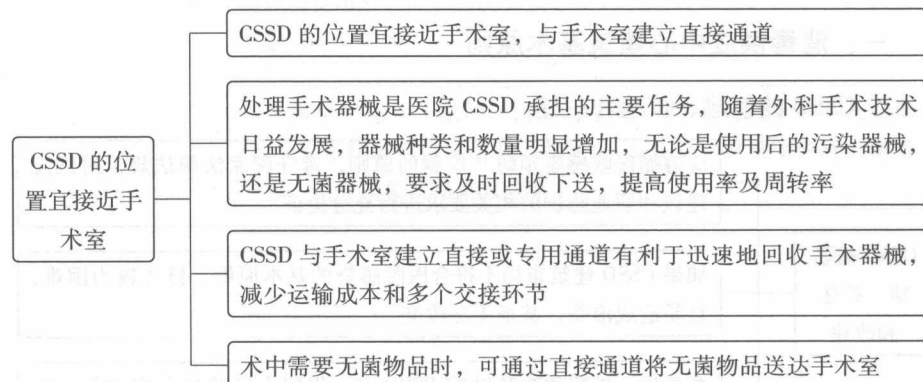 CSSD 的位置宜接近手术室，与手术室建立直接通道
处理手术器械是医院 CSSD 承担的主要任务，随着外科手术技术
日益发展，器械种类和数量明显增加，无论是使用后的污染器械，
还是无菌器械，要求及时回收下送，提高使用率及周转率
CSSD 的位
置宜接近手
术室
CSSD 与手术室建立直接或专用通道有利于迅速地回收手术器械，
减少运输成本和多个交接环节
术中需要无菌物品时，可通过直接通道将无菌物品送达手术室